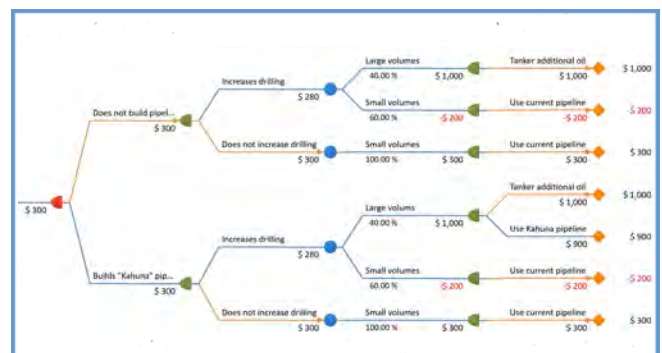 $ 300
Does not build pipel...
$ 300
Increases drilling
$ 280
Large volumes
40.00 % $ 1,000
Tanker additional oil
$ 1,000
$ 1,000
Small volumes
60.00 % -$ 200
Use current pipeline
-$ 200
-$ 200
Does not increase drilling
$ 300
Small volumes
100.00 % $ 300
Use current pipeline
$ 300
$ 300
Builds "Kahuna" pip...
$ 300
Increases drilling
$ 280
Large volums
40.00 % $ 1,000
Tanker additional oil
$ 1,000
$1,000
Use Kahuna pipeline
$ 900
$ 900
Small volumes
60.00 % -$ 200
Use current pipeline
-$ 200
-$ 200
Does not increase drilling
$ 300
Small volumes
100.00 % $ 300
Use current pipeline
$ 300
$ 300